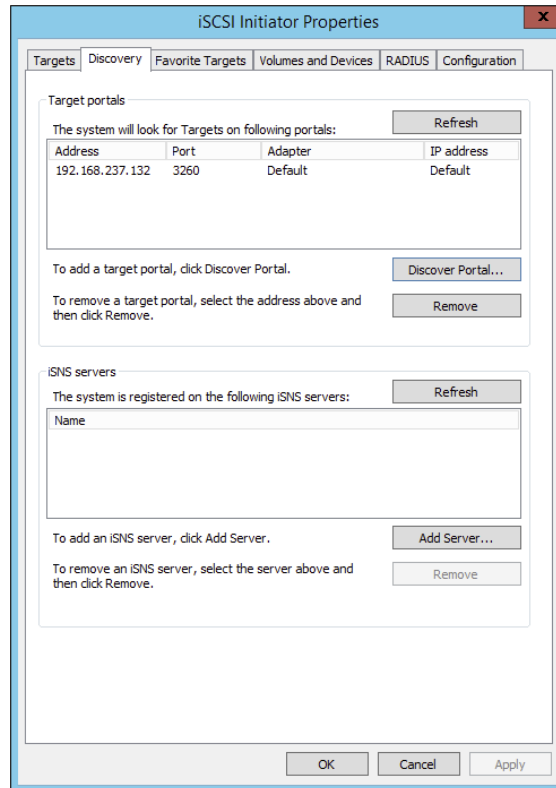 iSCSI Initiator Properties
x
Targets Discovery Favorite Targets Volumes and Devices RADIUS Configuration
Target portals
The system will look for Targets on following portals: Refresh
Address Port Adapter IP address
192.168.237.132 3260 Default Default
To add a target portal, click Discover Portal. Discover Portal...
To remove a target portal, select the address above and
then click Remove.
Remove
iSNS servers
The system is registered on the following iSNS servers: Refresh
Name
To add an iSNS server, click Add Server. Add Server...
To remove an iSNS server, select the server above and
then click Remove.
Remove
OK Cancel Apply